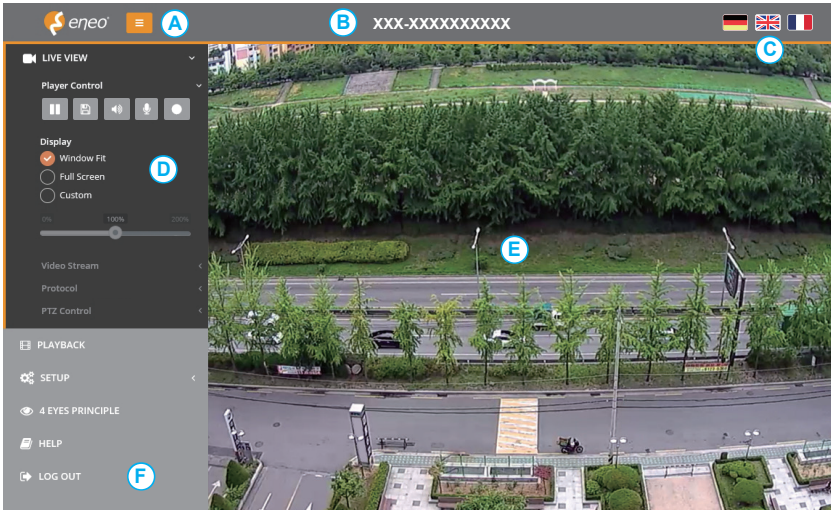 eneo
A
B
XXX-XXXXXXXXXX
C
LIVE VIEW
Player Control
Display
Window Fit
Full Screen
Custom
D
0%
100%
200%
Video Stream
Protocol
PTZ Control
E
PLAYBACK
SETUP
4 EYES PRINCIPLE
HELP
LOG OUT
F